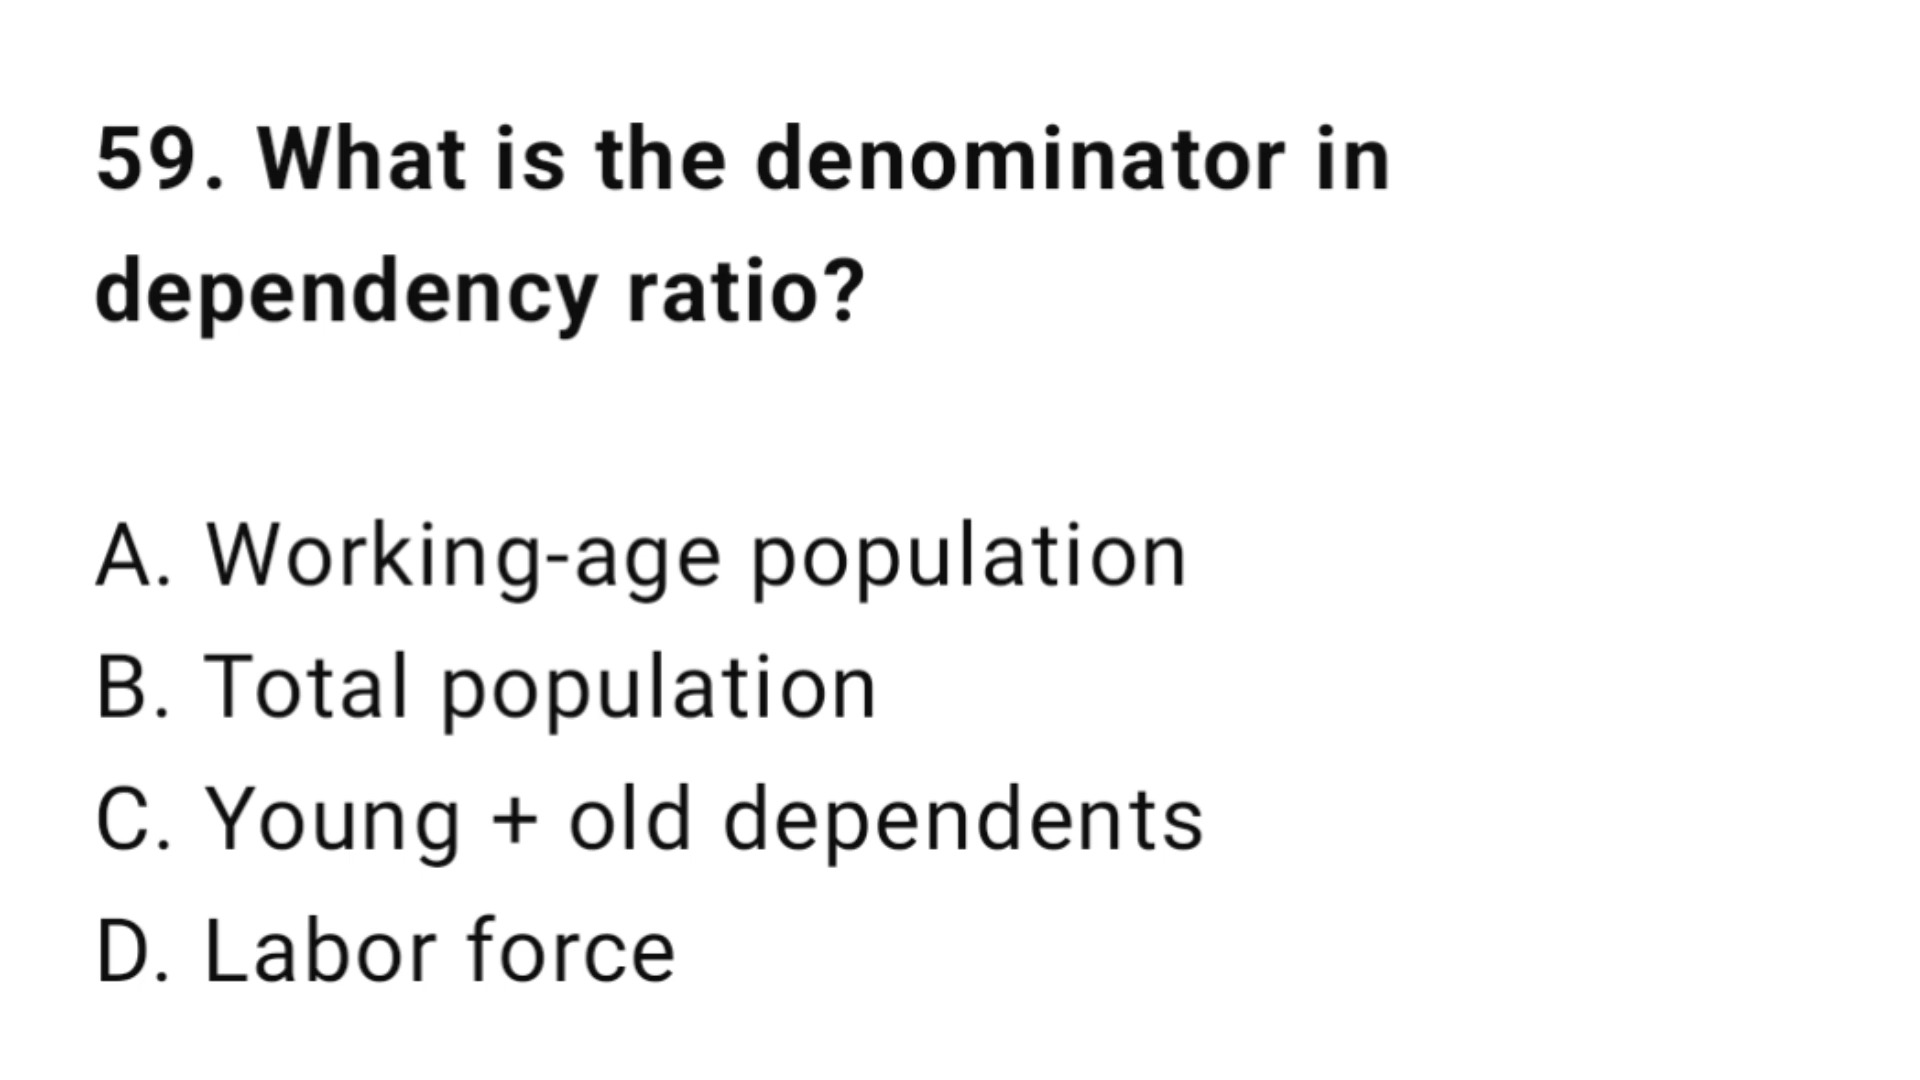 59. What is the denominator in
dependency ratio?
A. Working-age population
B. Total population
C. Young + old dependents
D. Labor force